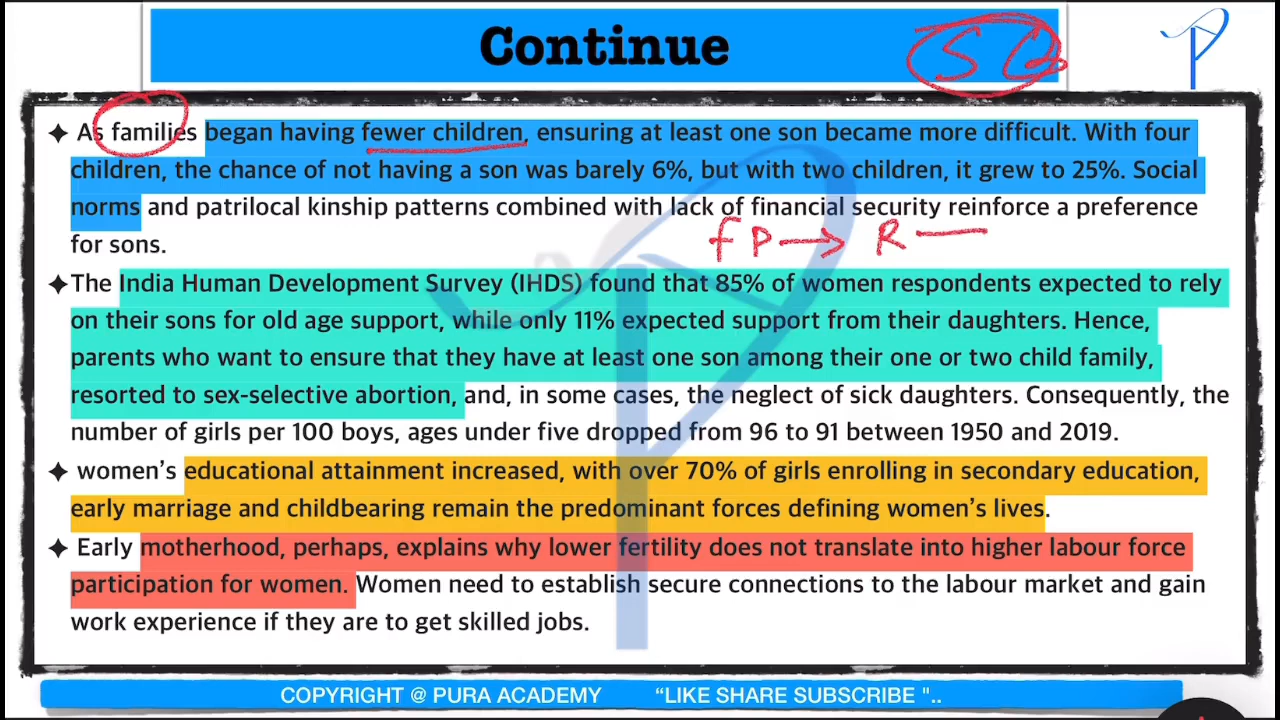 Continue
S
✦ As families began having fewer children, ensuring at least one son became more difficult. With four
children, the chance of not having a son was barely 6%, but with two children, it grew to 25%. Social
norms and patrilocal kinship patterns combined with lack of financial security reinforce a preference
for sons.
f P → R —
✦ The India Human Development Survey (IHDS) found that 85% of women respondents expected to rely
on their sons for old age support, while only 11% expected support from their daughters. Hence,
parents who want to ensure that they have at least one son among their one or two child family,
resorted to sex-selective abortion, and, in some cases, the neglect of sick daughters. Consequently, the
number of girls per 100 boys, ages under five dropped from 96 to 91 between 1950 and 2019.
✦ women’s educational attainment increased, with over 70% of girls enrolling in secondary education,
early marriage and childbearing remain the predominant forces defining women’s lives.
✦ Early motherhood, perhaps, explains why lower fertility does not translate into higher labour force
participation for women. Women need to establish secure connections to the labour market and gain
work experience if they are to get skilled jobs.
COPYRIGHT @ PURA ACADEMY “LIKE SHARE SUBSCRIBE "..